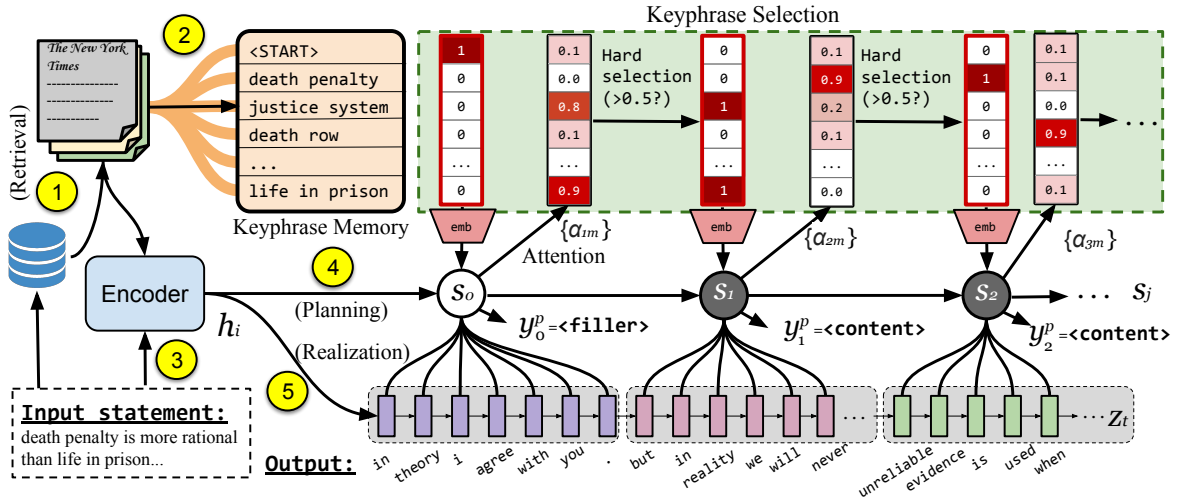 Keyphrase Selection
The New York
Times
(Retrieval)
1
2
<START>
death penalty
justice system
death row
...
life in prison
Keyphrase Memory
1
0
0
0
...
0
0.1
0.0
0.8
0.1
...
0.9
Hard
selection
(>0.5?)
0
0
1
0
...
1
0.1
0.9
0.2
0.1
...
0.0
Hard
selection
(>0.5?)
0
1
0
0
...
0
0.1
0.1
0.0
0.9
...
0.1
...
emb
{α1m}
Attention
emb
{α2m}
emb
{α3m}
Encoder
hi
4
(Planning)
s0
s1
s2
... sj
y0p =<filler>
y1p =<content>
y2p =<content>
3
(Realization)
5
Input statement:
death penalty is more rational
than life in prison...
... ... zt
Output:
in theory i agree with you . but in reality we will never unreliable evidence is used when